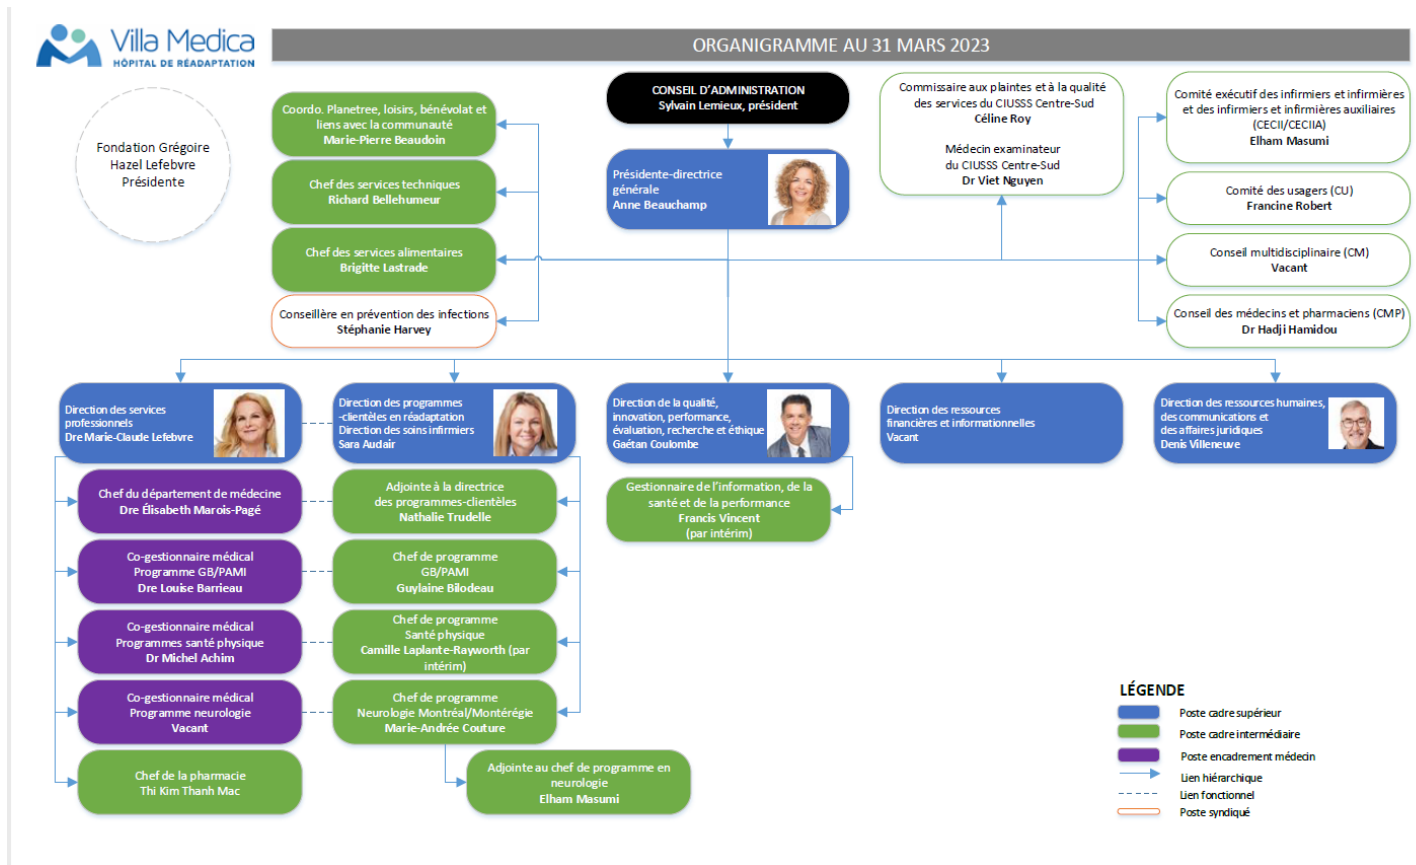 Villa Medica
HÔPITAL DE RÉADAPTATION
ORGANIGRAMME AU 31 MARS 2023
Fondation Grégoire
Hazel Lefebvre
Présidente
Coordo. Planetree, loisirs, bénévolat et
liens avec la communauté
Marie-Pierre Beaudoin
Chef des services techniques
Richard Bellehumeur
Chef des services alimentaires
Brigitte Lastrade
Conseillère en prévention des infections
Stéphanie Harvey
CONSEIL D'ADMINISTRATION
Sylvain Lemieux, président
Présidente-directrice
générale
Anne Beauchamp
Commissaire aux plaintes et à la qualité
des services du CIUSSS Centre-Sud
Céline Roy
Médecin examinateur
du CIUSSS Centre-Sud
Dr Viet Nguyen
Comité exécutif des infirmiers et infirmières
et des infirmiers et infirmières auxiliaires
(CECII/CECIIA)
Elham Masumi
Comité des usagers (CU)
Francine Robert
Conseil multidisciplinaire (CM)
Vacant
Conseil des médecins et pharmaciens (CMP)
Dr Hadji Hamidou
Direction des services
professionnels
Dre Marie-Claude Lefebvre
Direction des programmes
-clientèles en réadaptation
Direction des soins infirmiers
Sara Audair
Direction de la qualité,
innovation, performance,
évaluation, recherche et éthique
Gaétan Coulombe
Direction des ressources
financières et informationnelles
Vacant
Direction des ressources humaines,
des communications et
des affaires juridiques
Denis Villeneuve
Chef du département de médecine
Dre Élisabeth Marois-Pagé
Co-gestionnaire médical
Programme GB/PAMI
Dre Louise Barrieau
Co-gestionnaire médical
Programmes santé physique
Dr Michel Achim
Co-gestionnaire médical
Programme neurologie
Vacant
Chef de la pharmacie
Thi Kim Thanh Mac
Adjointe à la directrice
des programmes-clientèles
Nathalie Trudelle
Chef de programme
GB/PAMI
Guylaine Bilodeau
Chef de programme
Santé physique
Camille Laplante-Rayworth (par
intérim)
Chef de programme
Neurologie Montréal/Montérégie
Marie-Andrée Couture
Adjointe au chef de programme en
neurologie
Elham Masumi
Gestionnaire de l'information, de la
santé et de la performance
Francis Vincent
(par intérim)
LÉGENDE
Poste cadre supérieur
Poste cadre intermédiaire
Poste encadrement médecin
Lien hiérarchique
Lien fonctionnel
Poste syndiqué